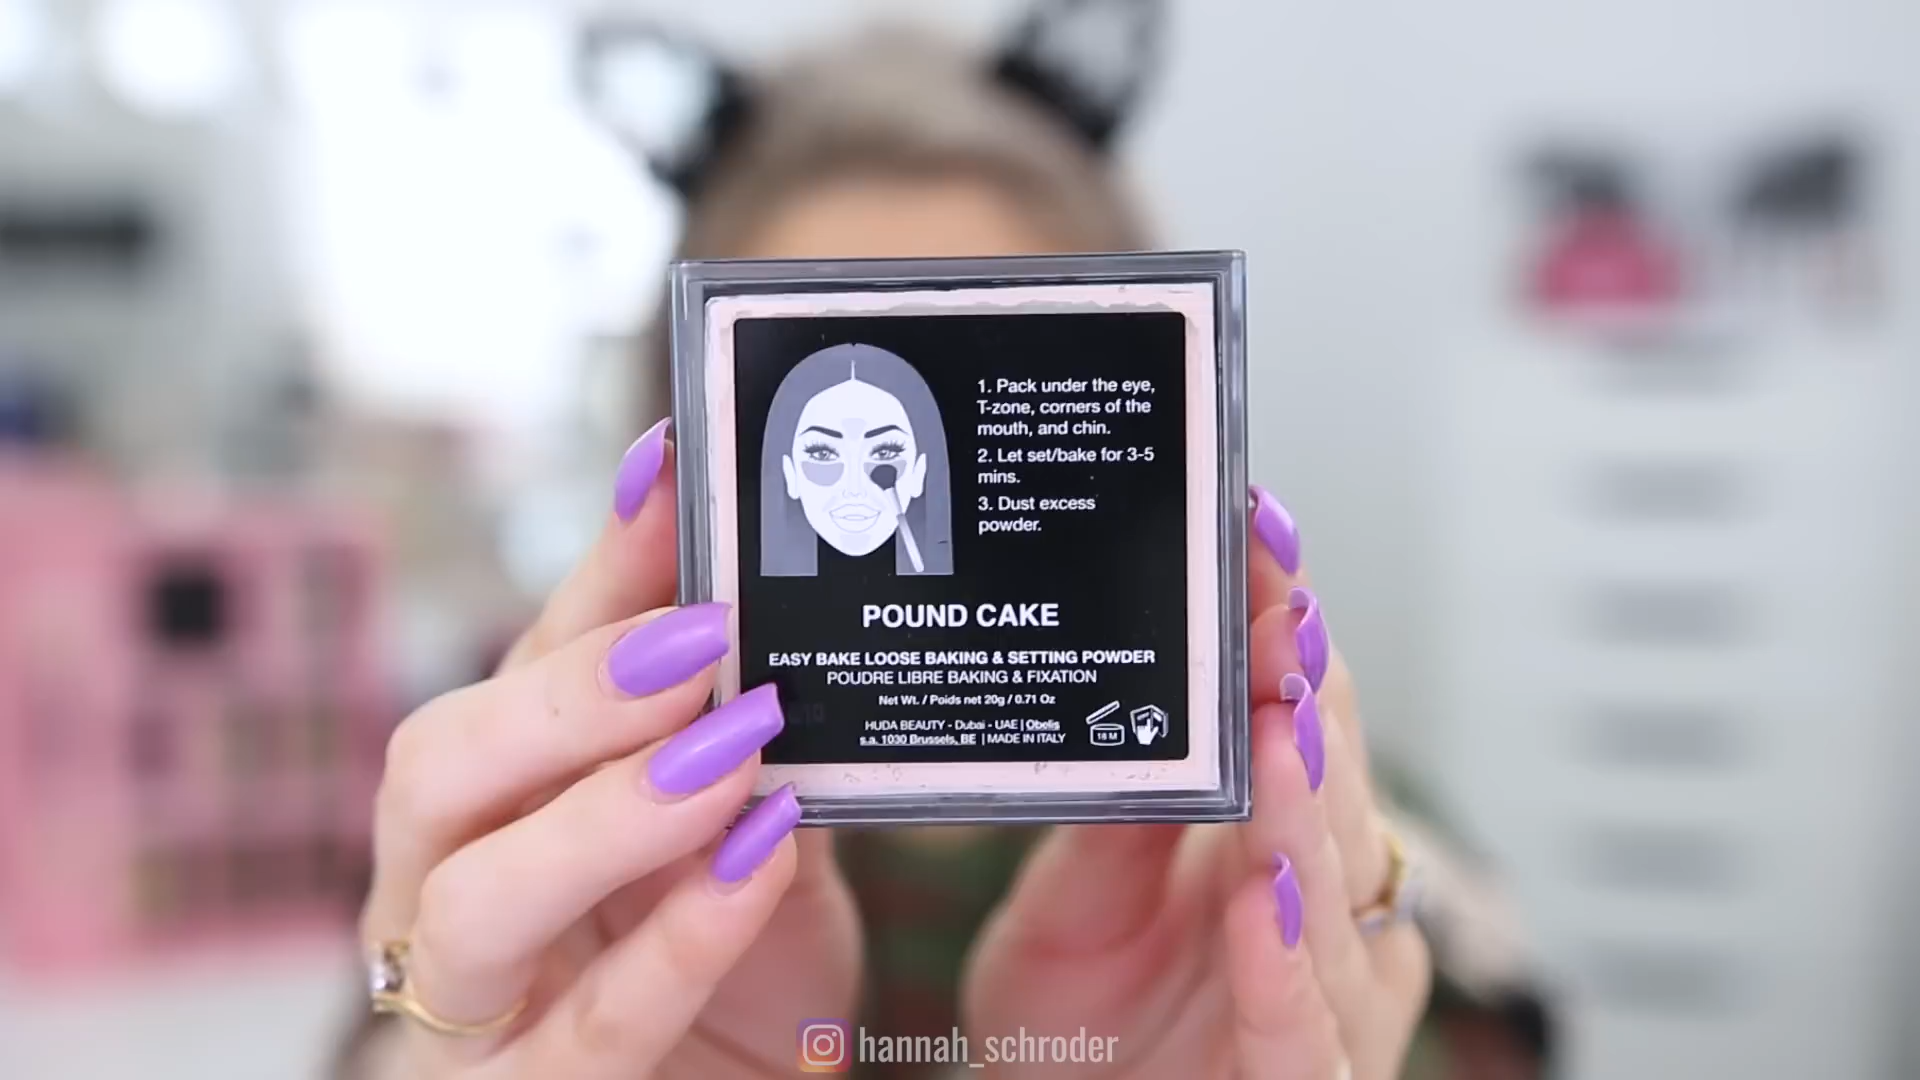 1. Pack under the eye,
T-zone, corners of the
mouth, and chin.
2. Let set/bake for 3-5
mins.
3. Dust excess
powder.
POUND CAKE
EASY BAKE LOOSE BAKING & SETTING POWDER
POUDRE LIBRE BAKING & FIXATION
Net Wt. / Poids net 20g / 0.71 Oz
HUDA BEAUTY - Dubai - UAE | Obelis
s.a. 1030 Brussels, BE | MADE IN ITALY
18 M
hannah_schroder